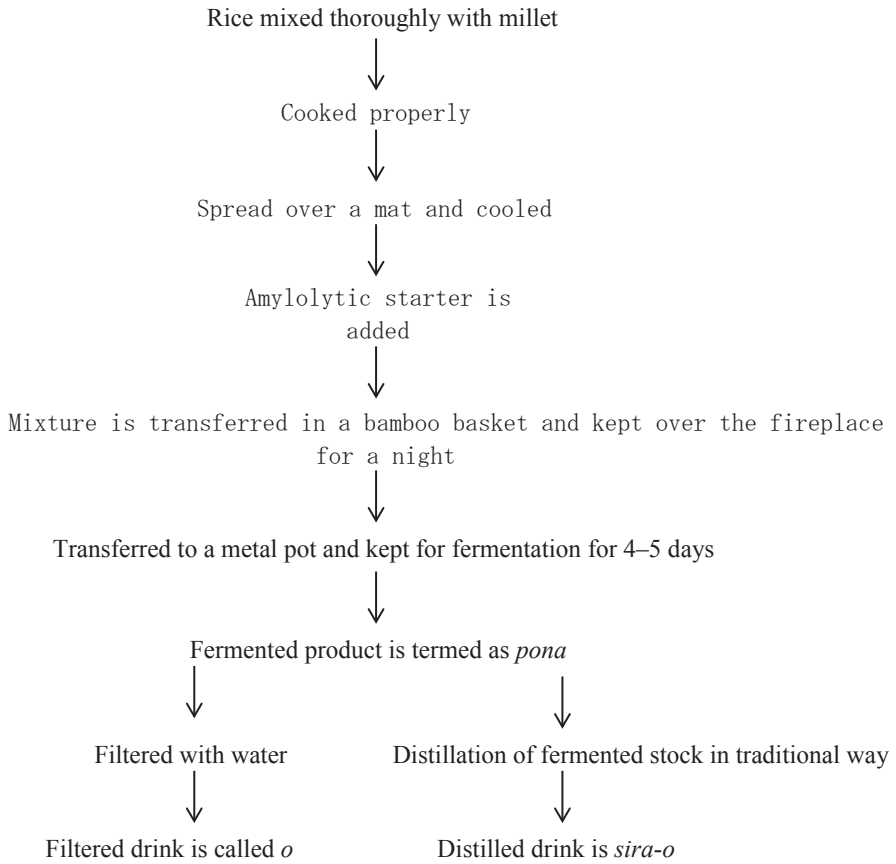 Rice mixed thoroughly with millet
Cooked properly
Spread over a mat and cooled
Amylolytic starter is
added
Mixture is transferred in a bamboo basket and kept over the fireplace
for a night
Transferred to a metal pot and kept for fermentation for 4–5 days
Fermented product is termed as pona
Filtered with water
Distillation of fermented stock in traditional way
Filtered drink is called o
Distilled drink is sira-o